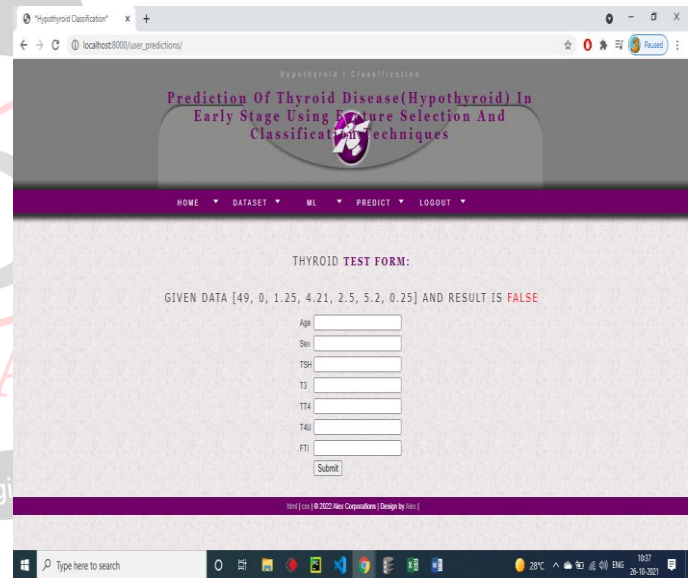 "Hypothyroid Classification"
localhost:8000/user_predictions/
Paused
Hypothyroid | Classification
Prediction Of Thyroid Disease(Hypothyroid) In
Early Stage Using Feature Selection And
Classification Techniques
HOME DATASET ML PREDICT LOGOUT
THYROID TEST FORM:
GIVEN DATA [49, 0, 1.25, 4.21, 2.5, 5.2, 0.25] AND RESULT IS FALSE
Age
Sex
TSH
T3
TT4
T4U
FTI
Submit
html | css | © 2022 Alex Corporations | Design by Alex |
Type here to search
28°C
ENG
10:37
26-10-2021